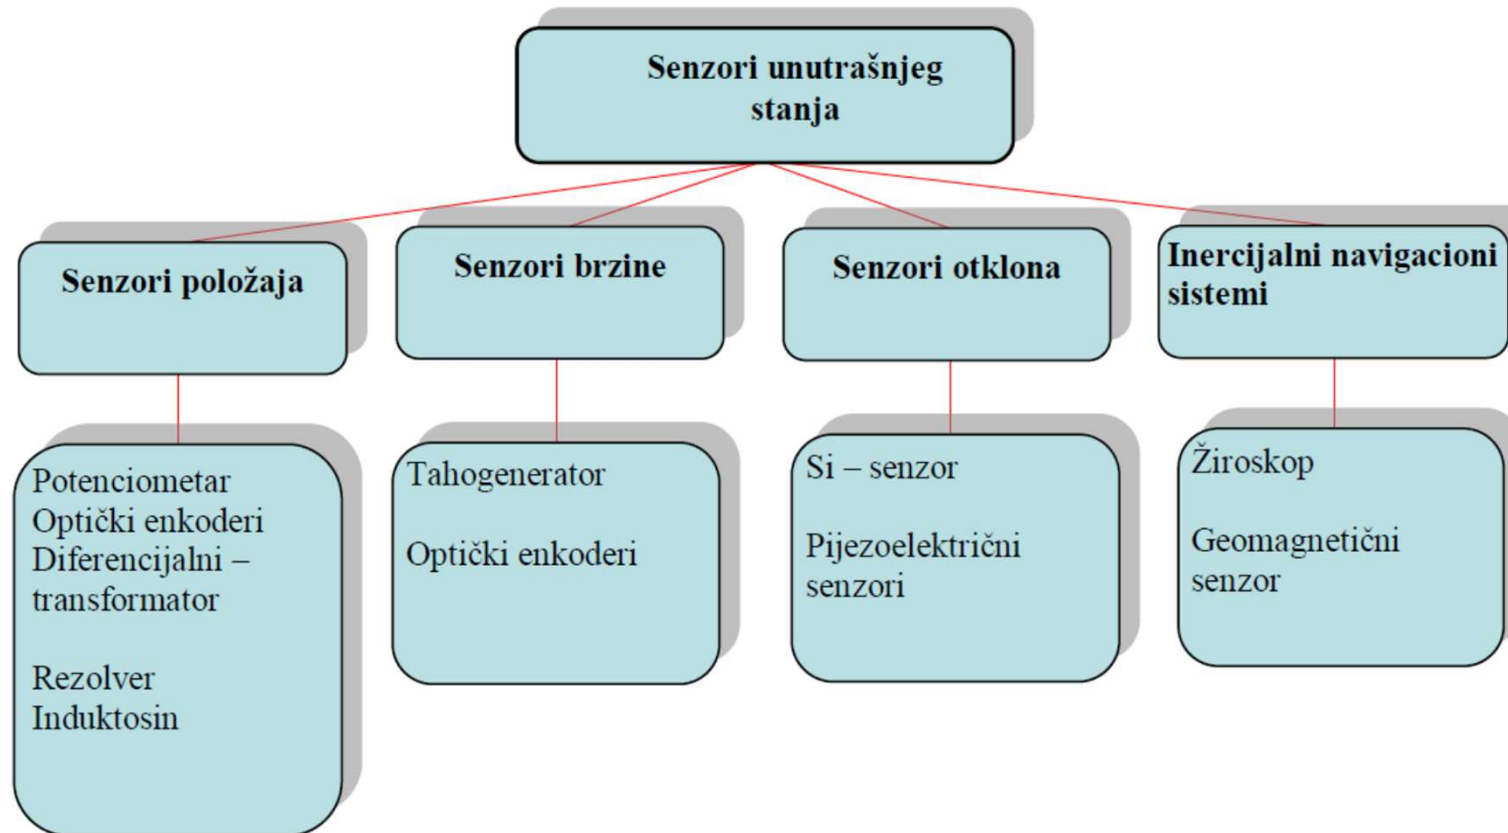 Senzori unutrašnjeg
stanja
Senzori položaja
Senzori brzine
Senzori otklona
Inercijalni navigacioni
sistemi
Potenciometar
Optički enkoderi
Diferencijalni –
transformator
Rezolver
Induktosin
Tahogenerator
Optički enkoderi
Si – senzor
Pijezoelektrični
senzori
Žiroskop
Geomagnetični
senzor